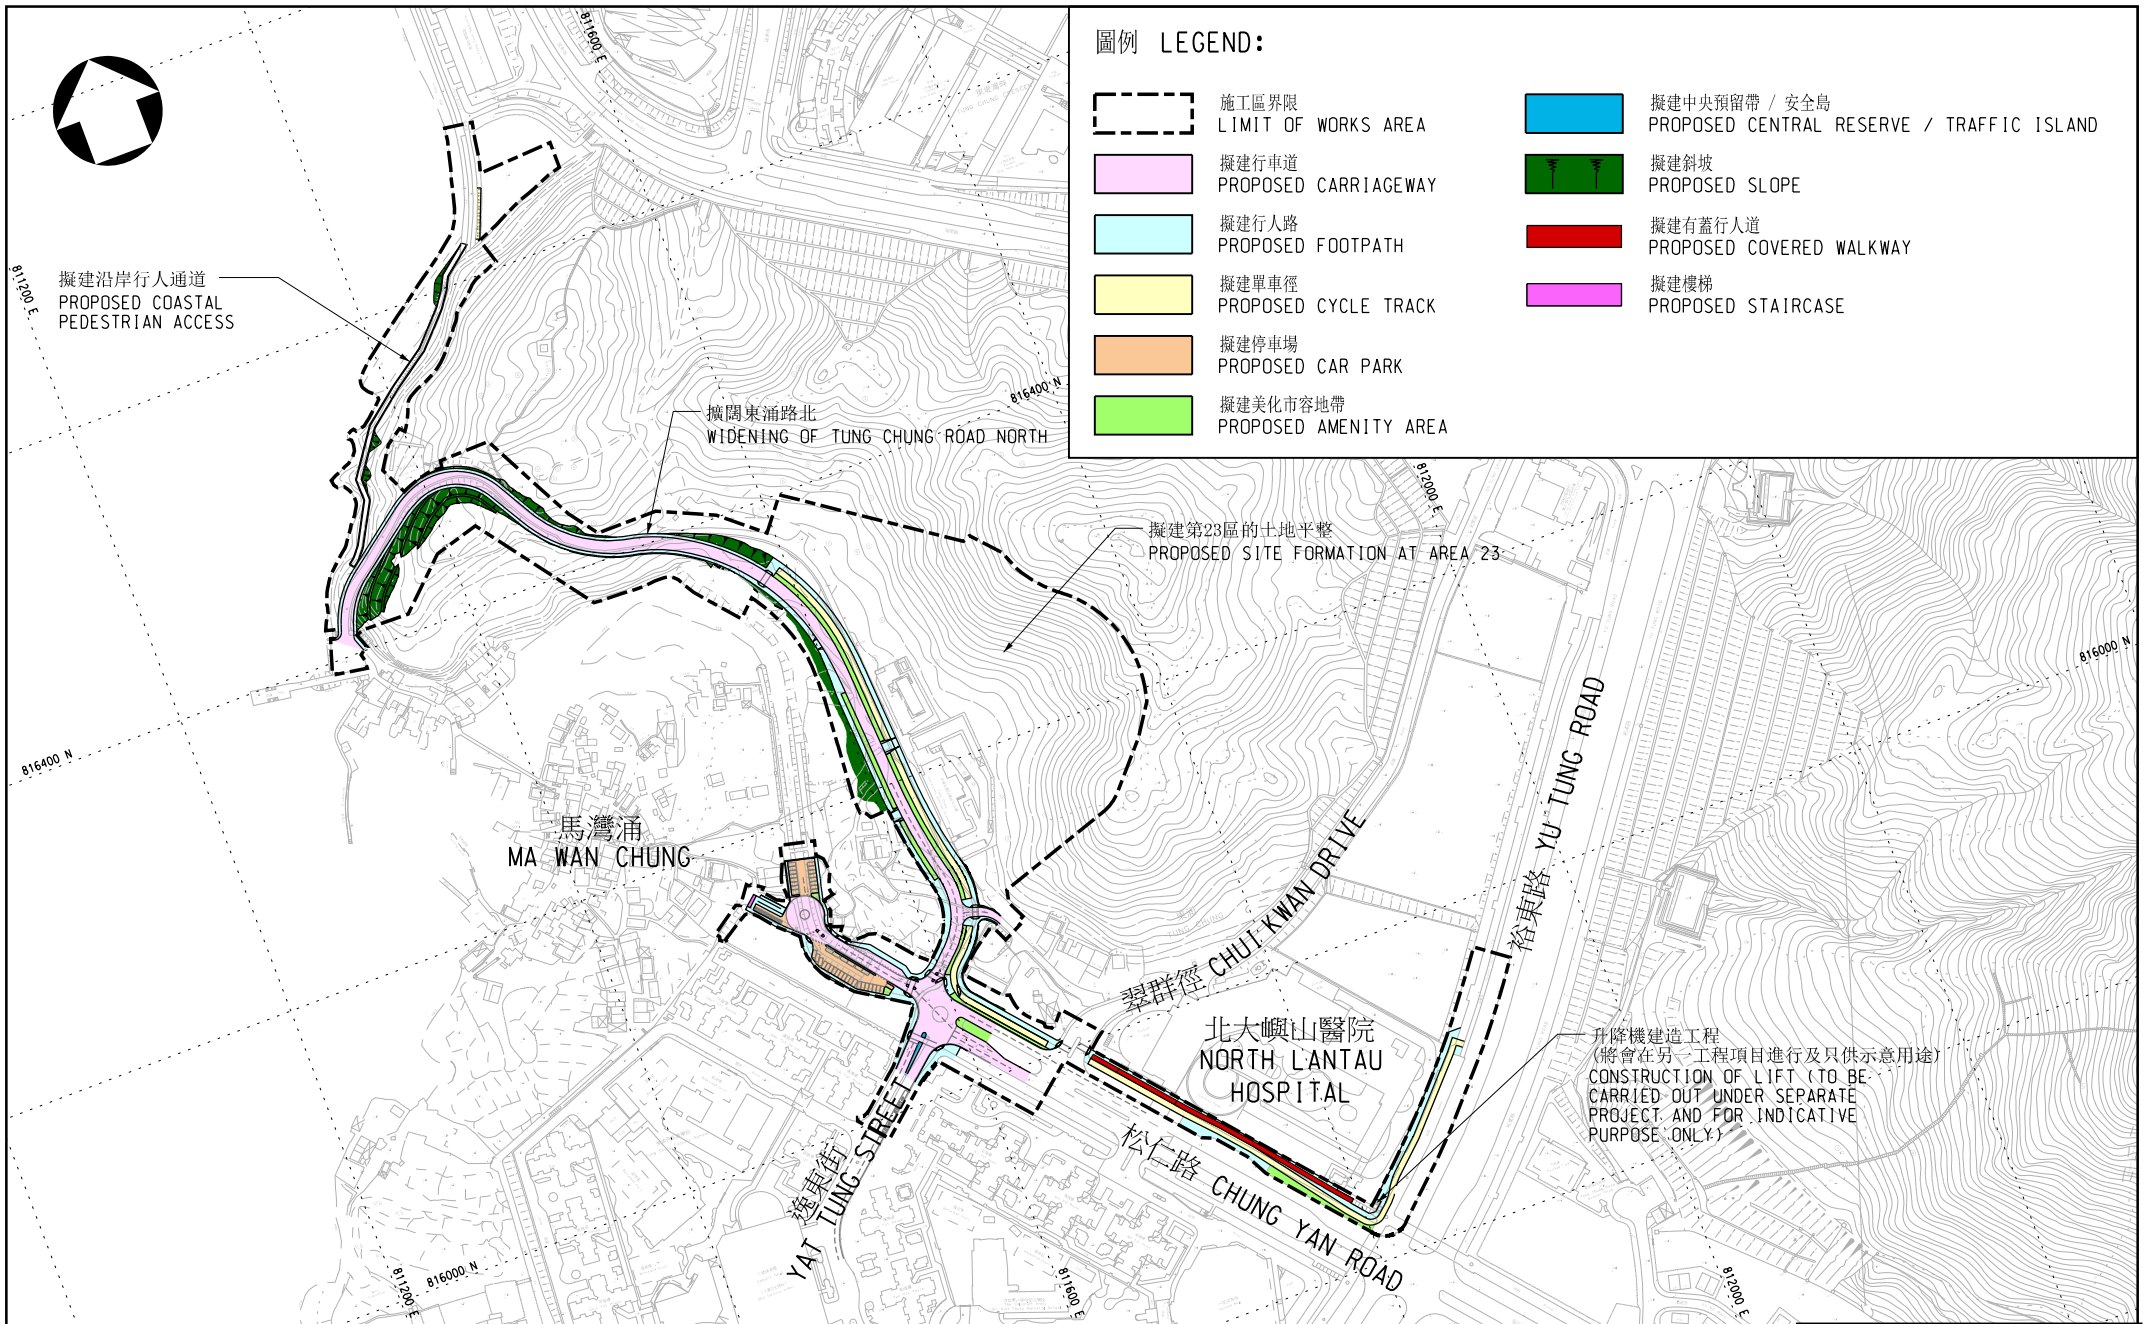 圖例 LEGEND:
施工區界限
LIMIT OF WORKS AREA
擬建行車道
PROPOSED CARRIAGEWAY
擬建行人路
PROPOSED FOOTPATH
擬建單車徑
PROPOSED CYCLE TRACK
擬建停車場
PROPOSED CAR PARK
擬建美化市容地帶
PROPOSED AMENITY AREA
擬建中央預留帶 / 安全島
PROPOSED CENTRAL RESERVE / TRAFFIC ISLAND
擬建斜坡
PROPOSED SLOPE
擬建有蓋行人道
PROPOSED COVERED WALKWAY
擬建樓梯
PROPOSED STAIRCASE
811600 E
811200 E
擬建沿岸行人通道
PROPOSED COASTAL
PEDESTRIAN ACCESS
816400 N
擴闊東涌路北
WIDENING OF TUNG CHUNG ROAD NORTH
812000 E
擬建第23區的土地平整
PROPOSED SITE FORMATION AT AREA 23
816000 N
816400 N
馬灣涌
MA WAN CHUNG
裕東路 YU TUNG ROAD
翠群徑 CHUI KWAN DRIVE
北大嶼山醫院
NORTH LANTAU
HOSPITAL
升降機建造工程
(將會在另一工程項目進行及只供示意用途)
CONSTRUCTION OF LIFT (TO BE
CARRIED OUT UNDER SEPARATE
PROJECT AND FOR INDICATIVE
PURPOSE ONLY)
松仁路 CHUNG YAN ROAD
逸東街
YAT TUNG STREET
816000 N
811200 E
811600 E
812000 E